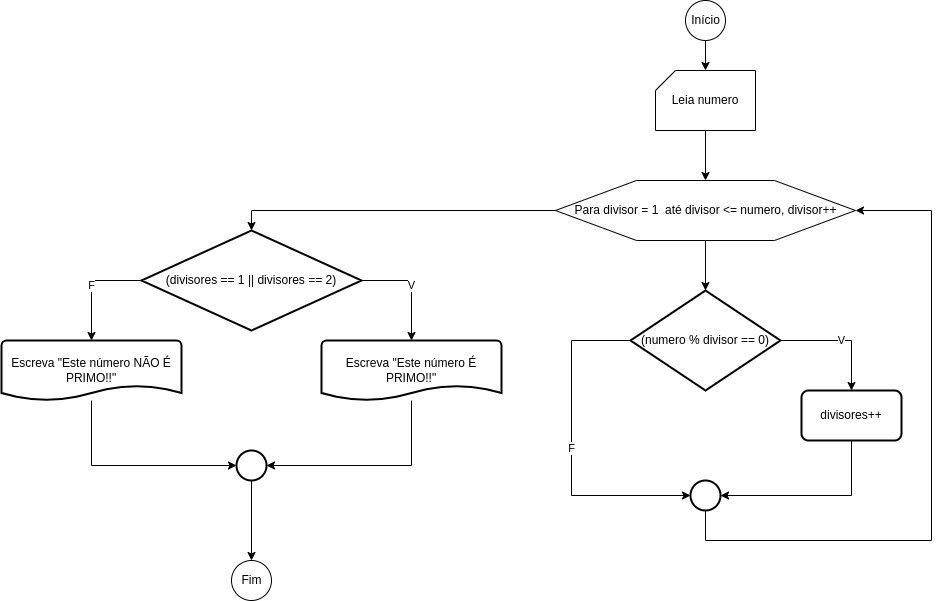 Início
Leia numero
Para divisor = 1  até divisor <= numero, divisor++
(divisores == 1 || divisores == 2)
F
V
Escreva "Este número NÃO É
PRIMO!!"
Escreva "Este número É
PRIMO!!"
(numero % divisor == 0)
V
divisores++
F
Fim